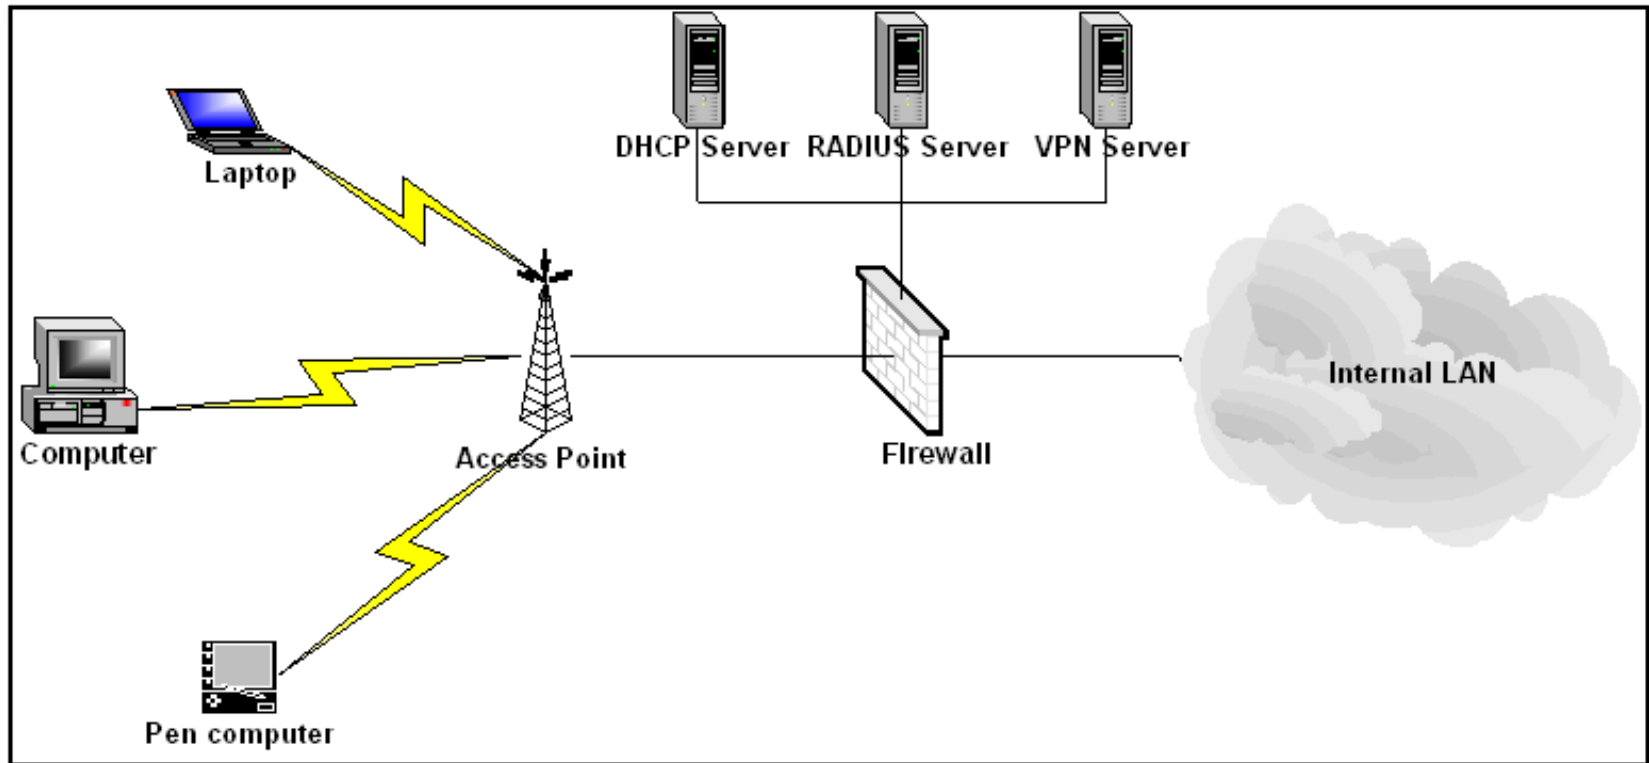 DHCP Server
RADIUS Server
VPN Server
Laptop
Internal LAN
Computer
Access Point
FIrewall
Pen computer